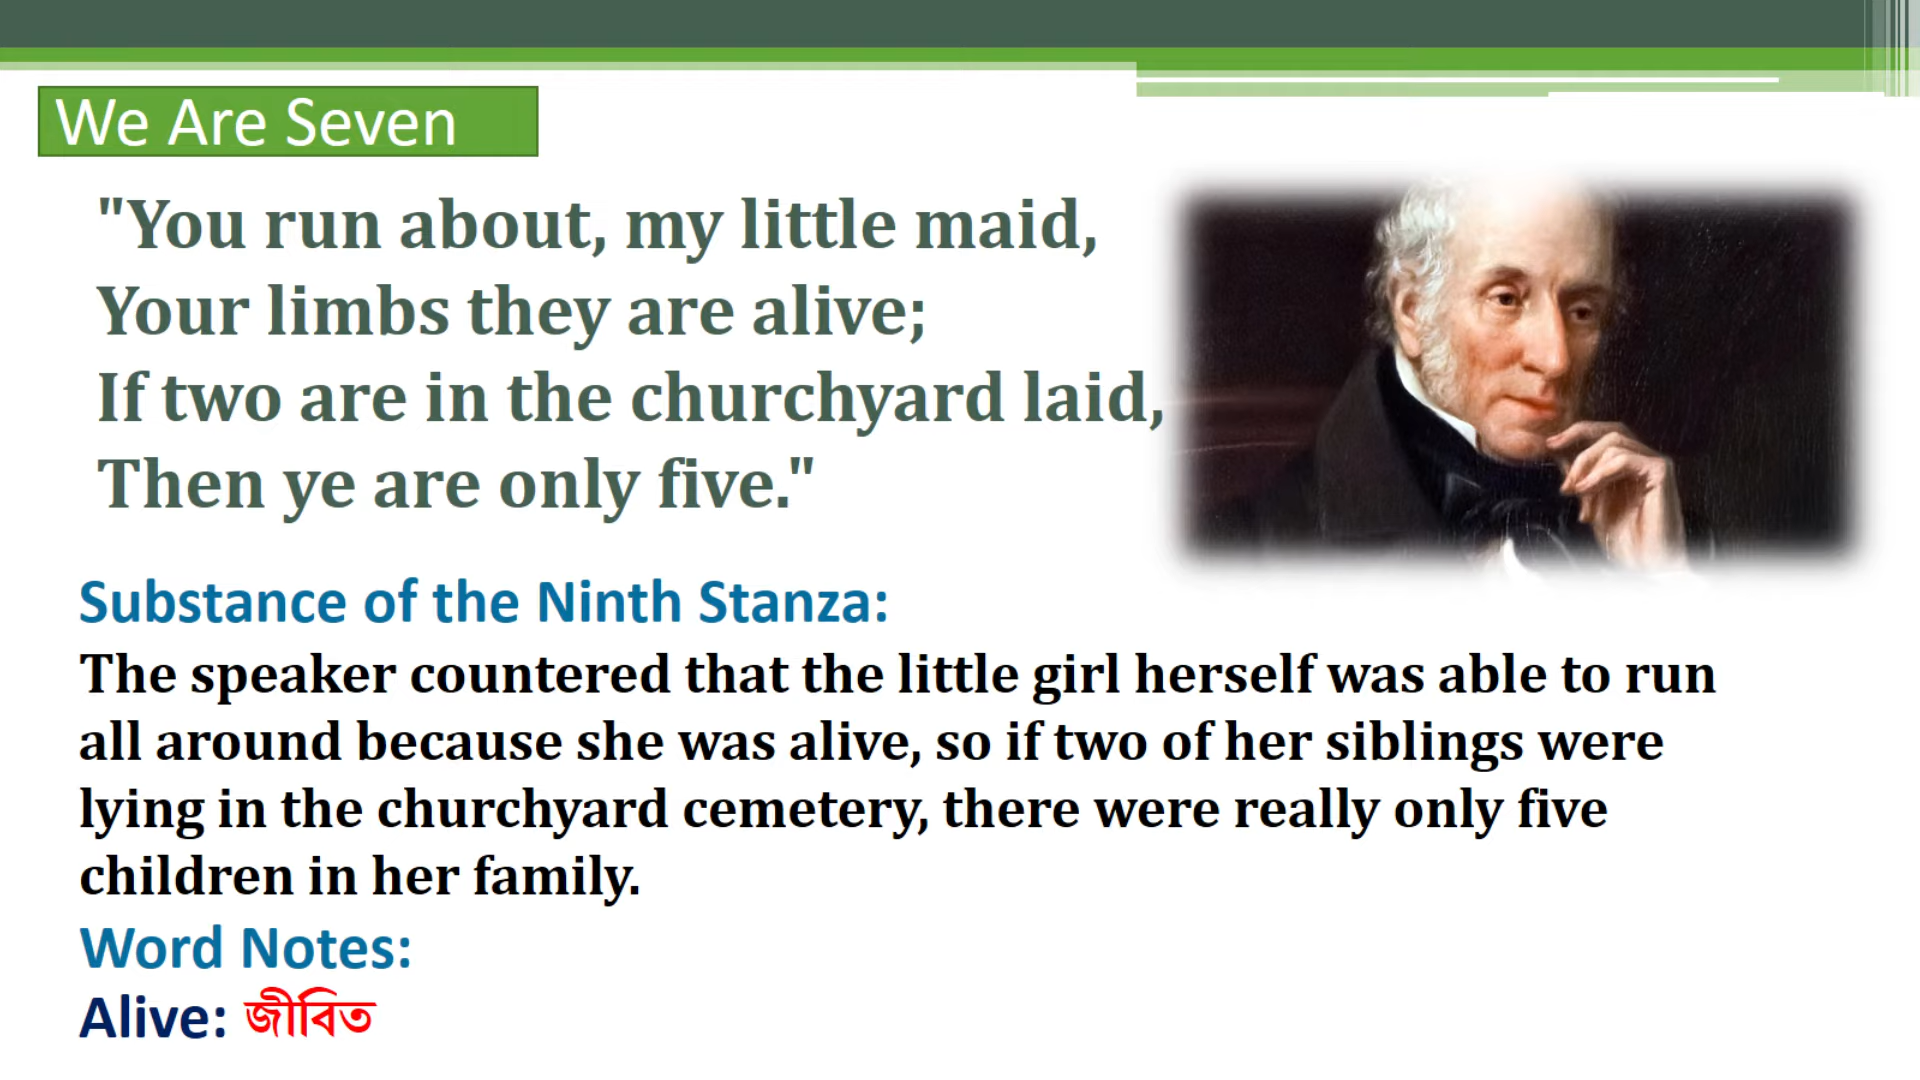 We Are Seven
"You run about, my little maid,
Your limbs they are alive;
If two are in the churchyard laid,
Then ye are only five."
Substance of the Ninth Stanza:
The speaker countered that the little girl herself was able to run
all around because she was alive, so if two of her siblings were
lying in the churchyard cemetery, there were really only five
children in her family.
Word Notes:
Alive: জীবিত